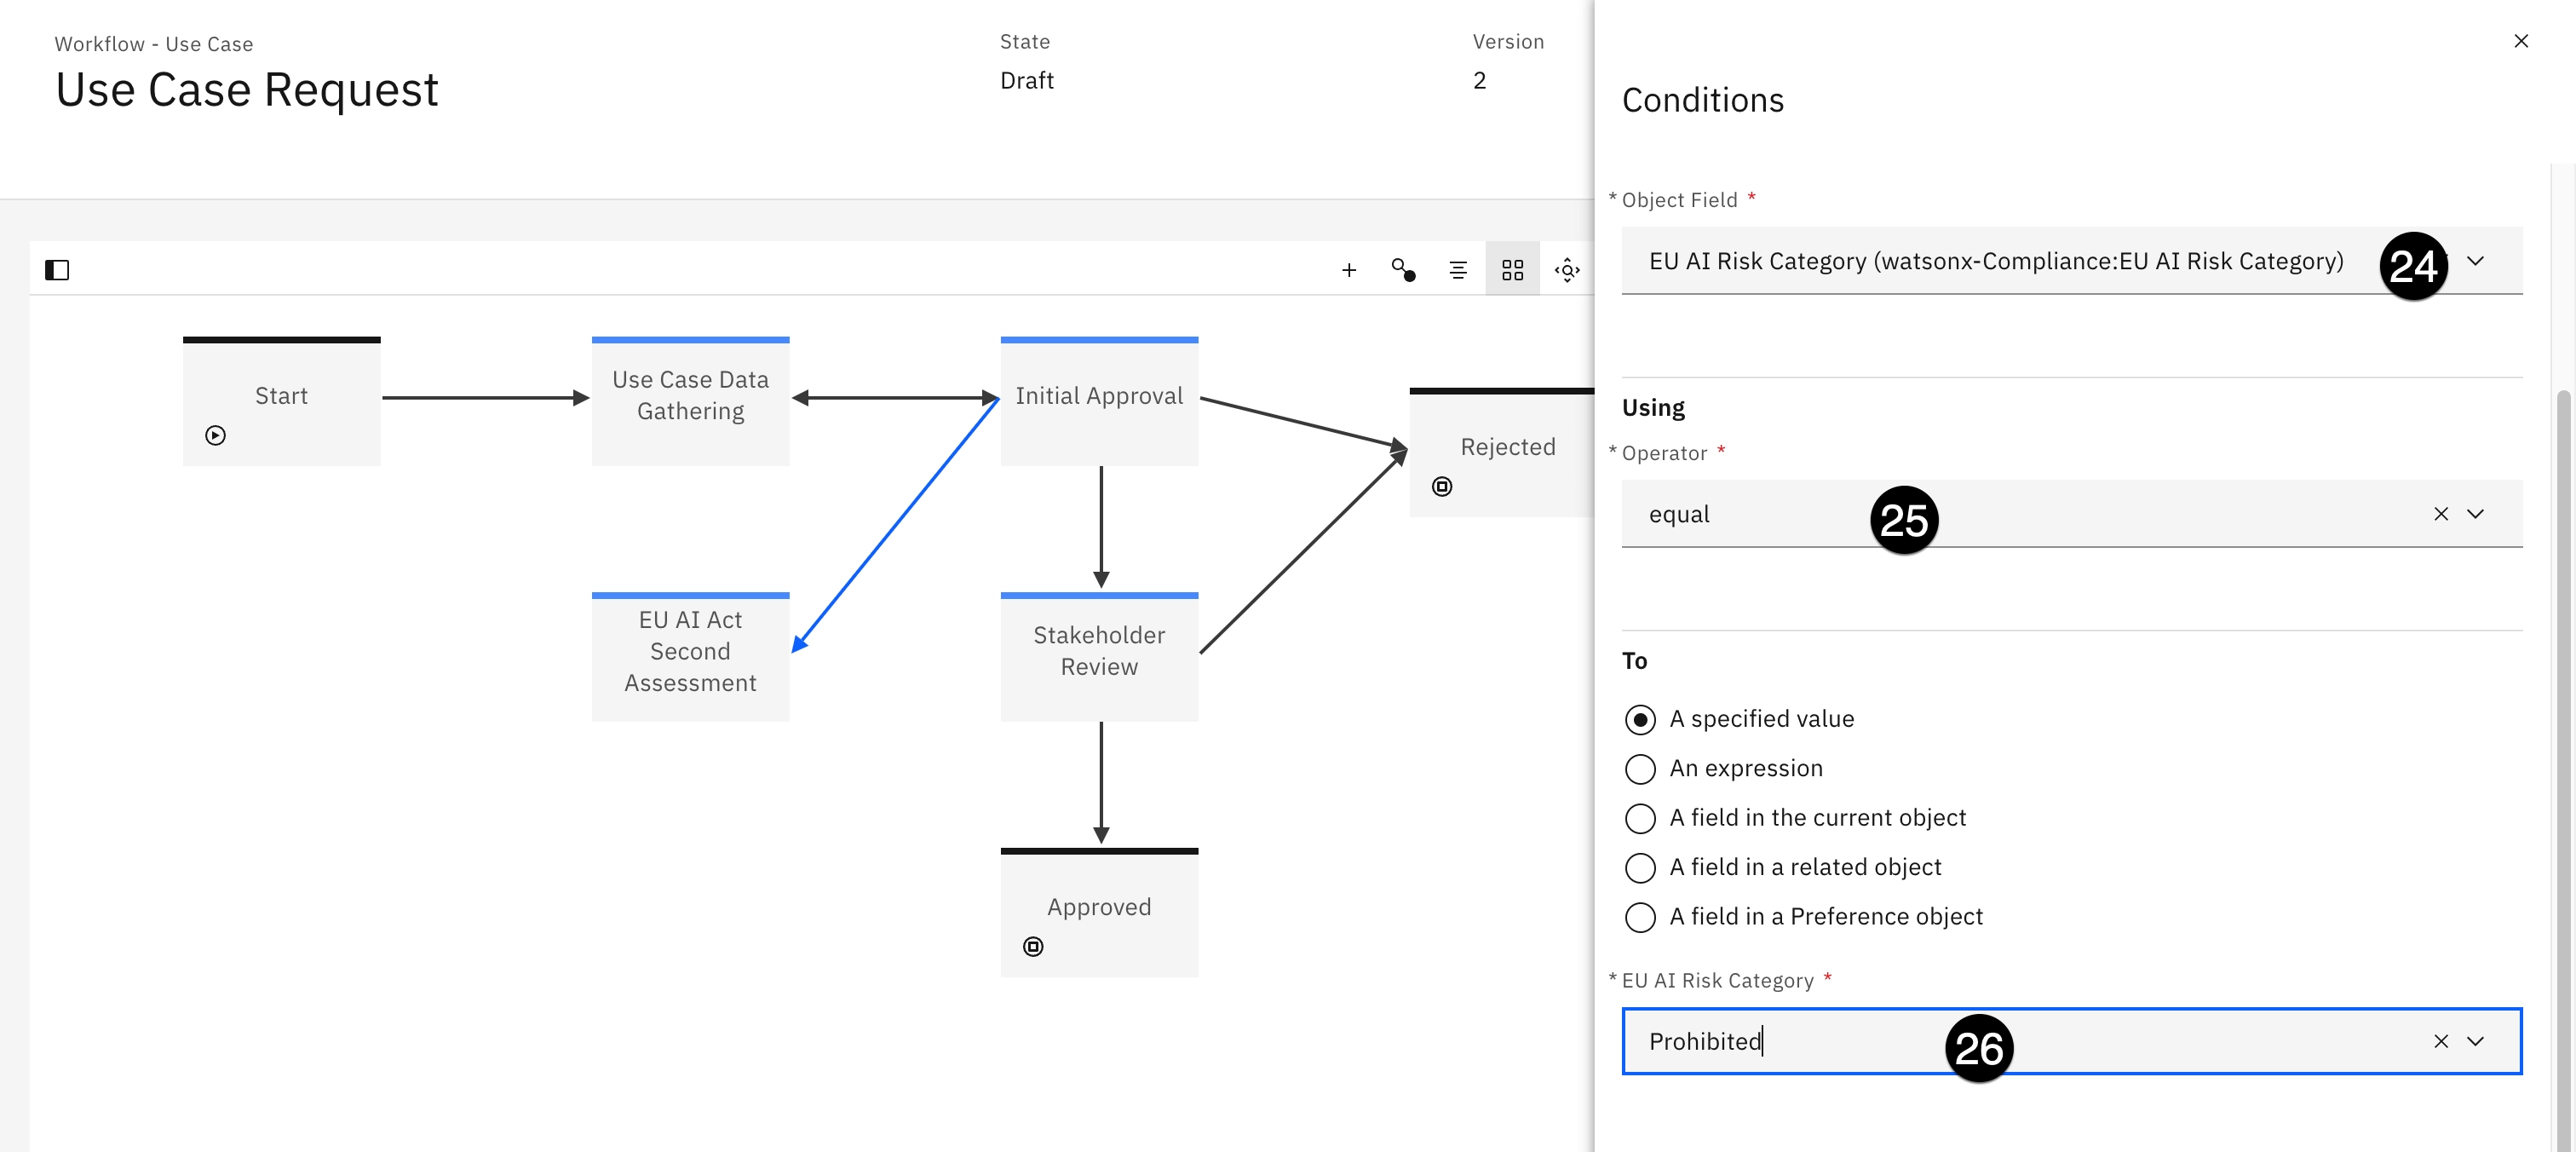 Workflow - Use Case
Use Case Request
State
Draft
Version
2
Start
Use Case Data
Gathering
Initial Approval
Rejected
EU AI Act
Second
Assessment
Stakeholder
Review
Approved
Conditions
* Object Field *
EU AI Risk Category (watsonx-Compliance:EU AI Risk Category)
24
Using
* Operator *
equal
25
To
A specified value
An expression
A field in the current object
A field in a related object
A field in a Preference object
* EU AI Risk Category *
Prohibited
26